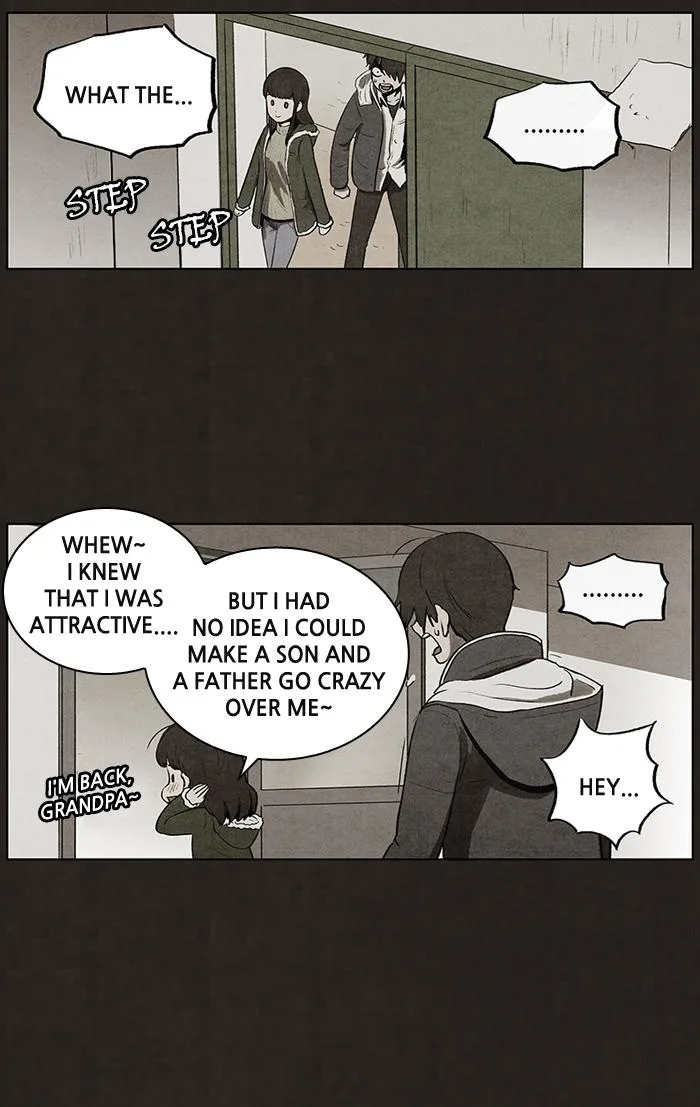 WHAT THE...
.........
STEP
STEP
WHEW~
I KNEW
THAT I WAS
ATTRACTIVE....
BUT I HAD
NO IDEA I COULD
MAKE A SON AND
A FATHER GO CRAZY
OVER ME~
.........
I'M BACK,
GRANDPA~
HEY...